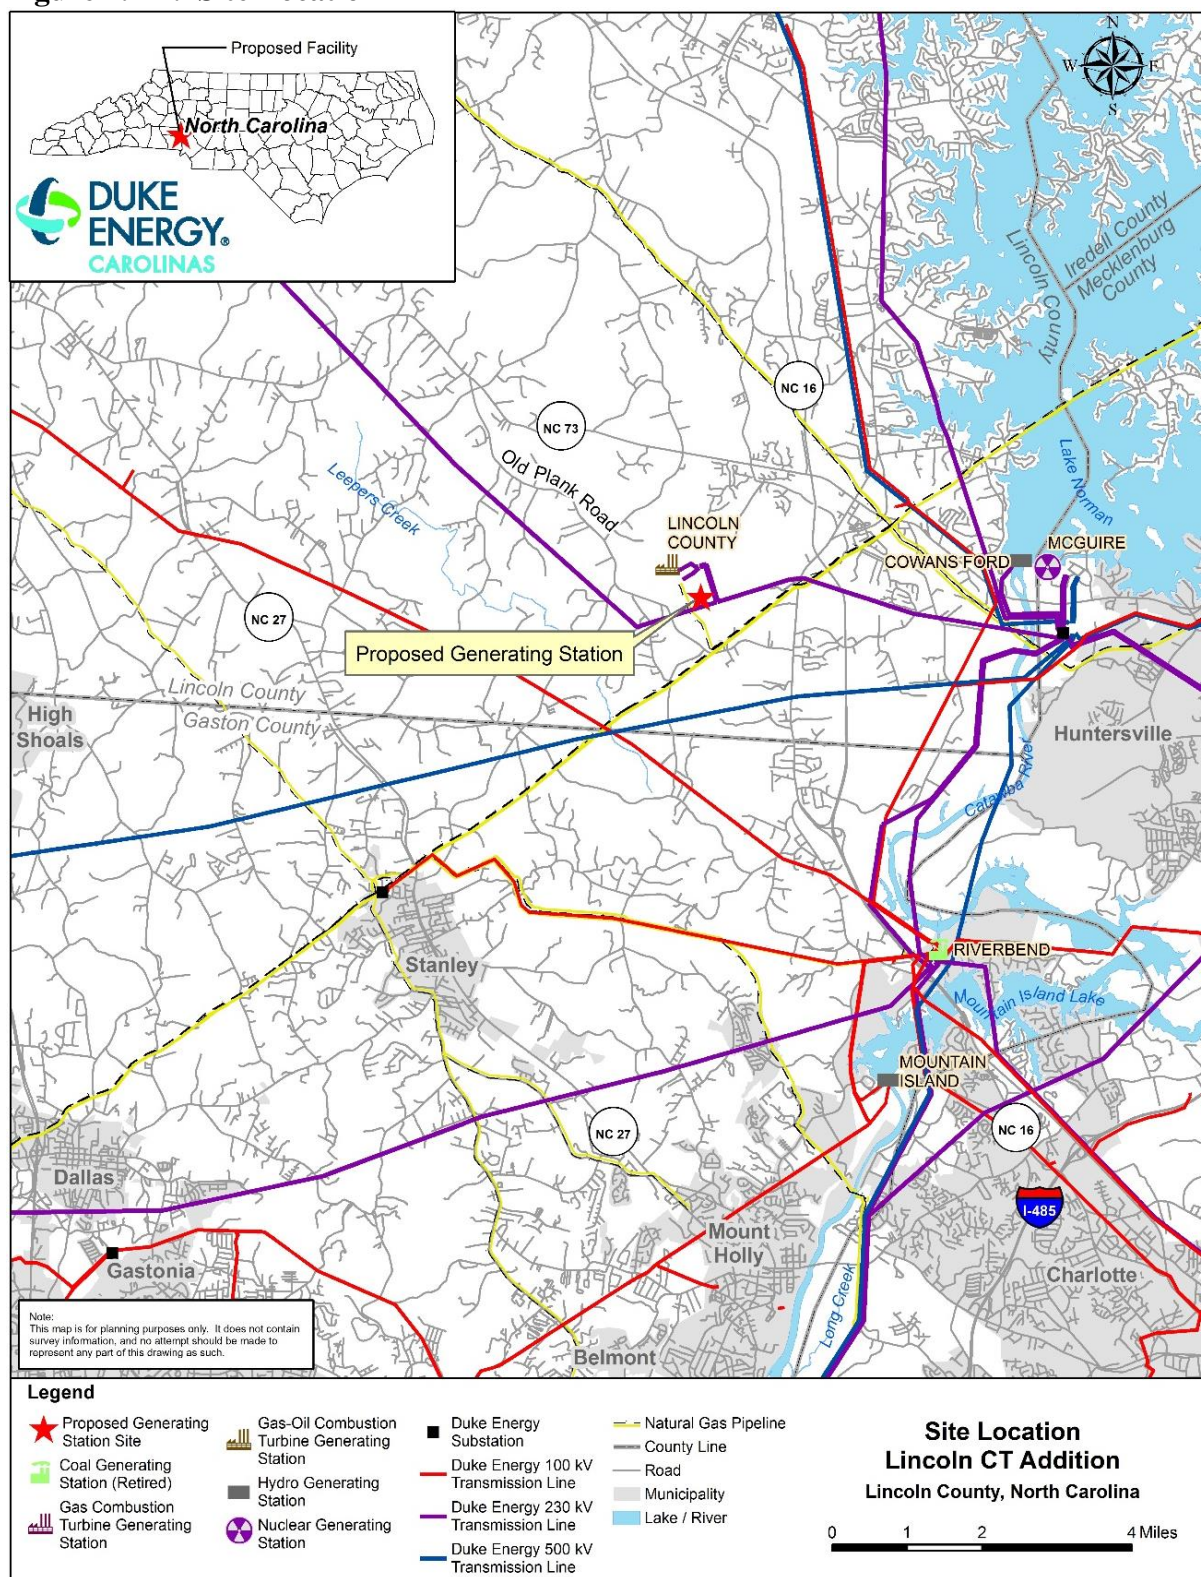 Proposed Facility
North Carolina
DUKE
ENERGY®
CAROLINAS
N
W
E
S
NC 16
Lincoln County
Iredell County
Mecklenburg
County
NC 73
Old Plank Road
Leepers Creek
Lake Norman
LINCOLN
COUNTY
MCGUIRE
COWANS FORD
NC 27
Proposed Generating Station
Lincoln County
Gaston County
High
Shoals
Huntersville
Catawba River
Stanley
RIVERBEND
Mountain Island Lake
MOUNTAIN
ISLAND
NC 27
NC 16
Dallas
I-485
Mount
Holly
Gastonia
Charlotte
Long Creek
Belmont
Note:
This map is for planning purposes only. It does not contain
survey information, and no attempt should be made to
represent any part of this drawing as such.
Legend
Proposed Generating
Station Site
Coal Generating
Station (Retired)
Gas Combustion
Turbine Generating
Station
Gas-Oil Combustion
Turbine Generating
Station
Hydro Generating
Station
Nuclear Generating
Station
Duke Energy
Substation
Duke Energy 100 kV
Transmission Line
Duke Energy 230 kV
Transmission Line
Duke Energy 500 kV
Transmission Line
Natural Gas Pipeline
County Line
Road
Municipality
Lake / River
Site Location
Lincoln CT Addition
Lincoln County, North Carolina
0 1 2 4 Miles